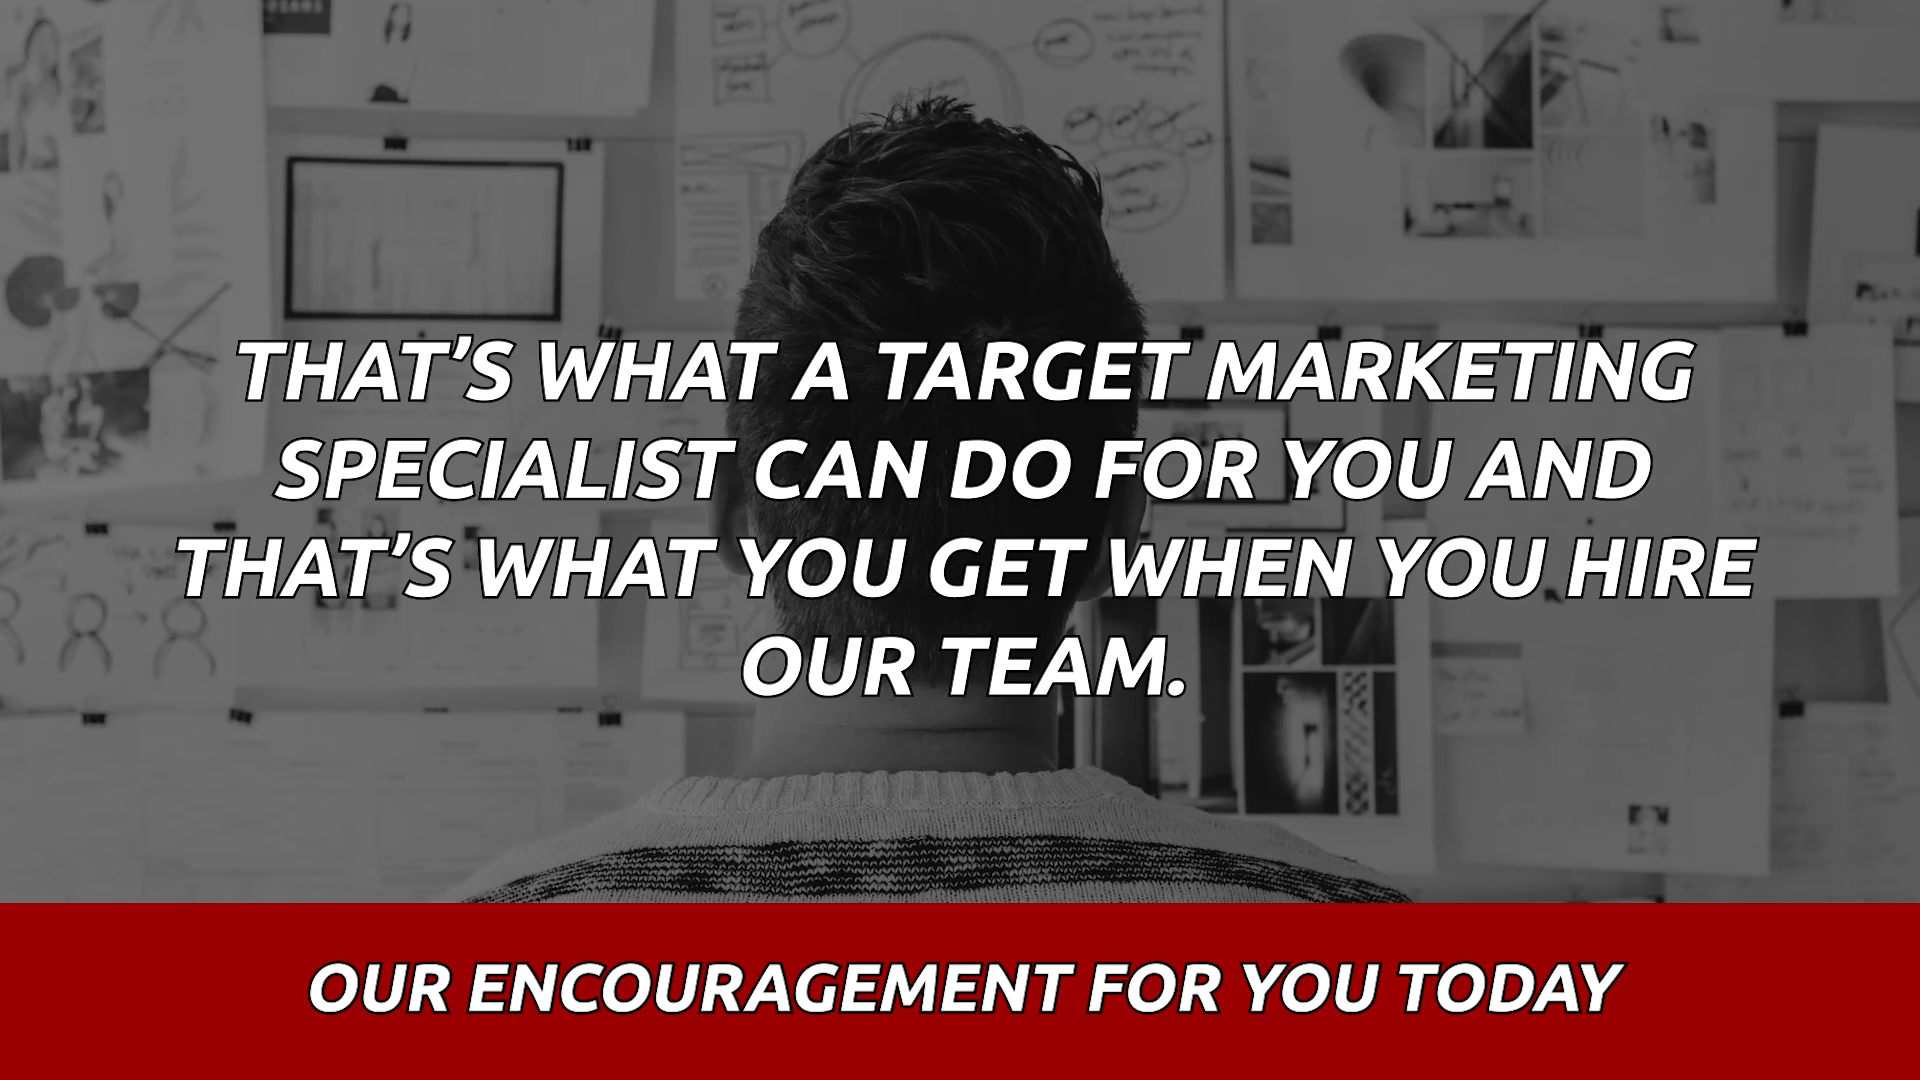 THAT’S WHAT A TARGET MARKETING
SPECIALIST CAN DO FOR YOU AND
THAT’S WHAT YOU GET WHEN YOU HIRE
OUR TEAM.
OUR ENCOURAGEMENT FOR YOU TODAY